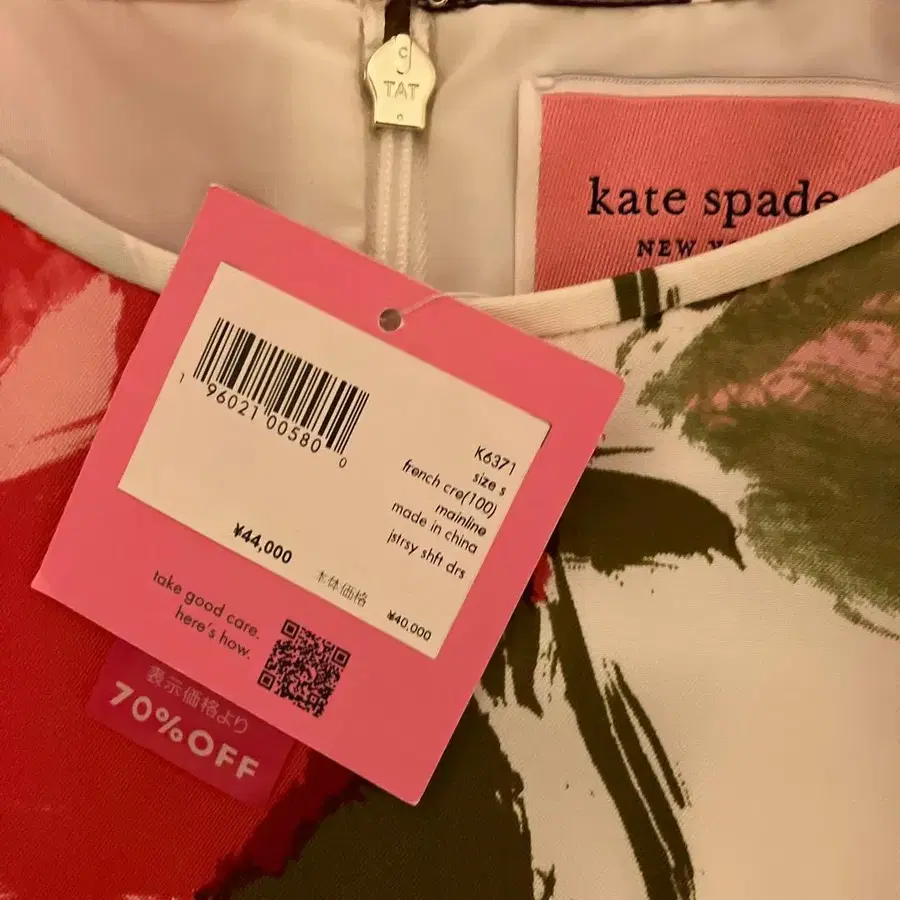 TAT
kate spade
NEW
1 96021 00580 0
K6371
size s
french cre(100)
mainline
made in china
jstrsy shft drs
¥44,000
本体価格
¥40,000
take good care.
here's how.
表示価格より
70%OFF